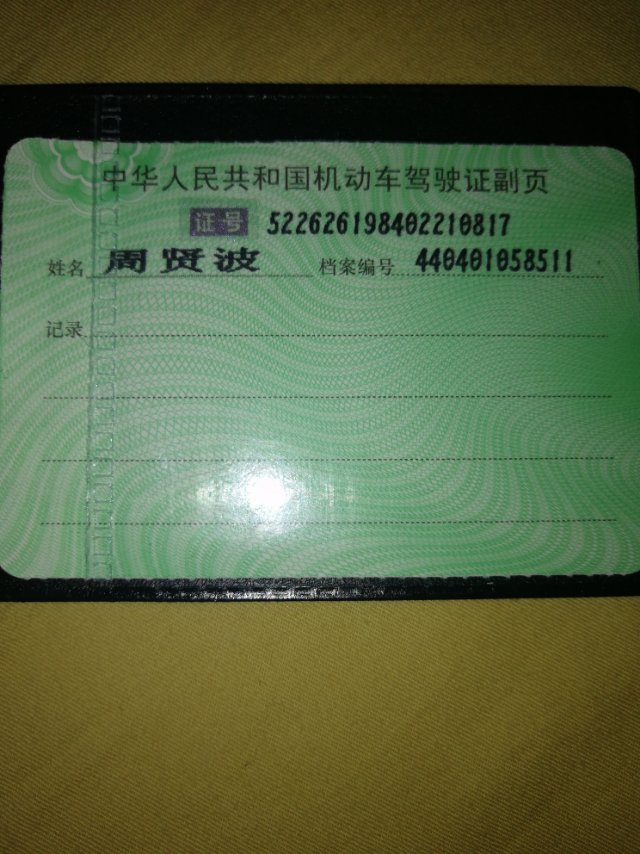 中华人民共和国机动车驾驶证副页
证号 522626198402210817
姓名 周贤波 档案编号 440401058511
记录